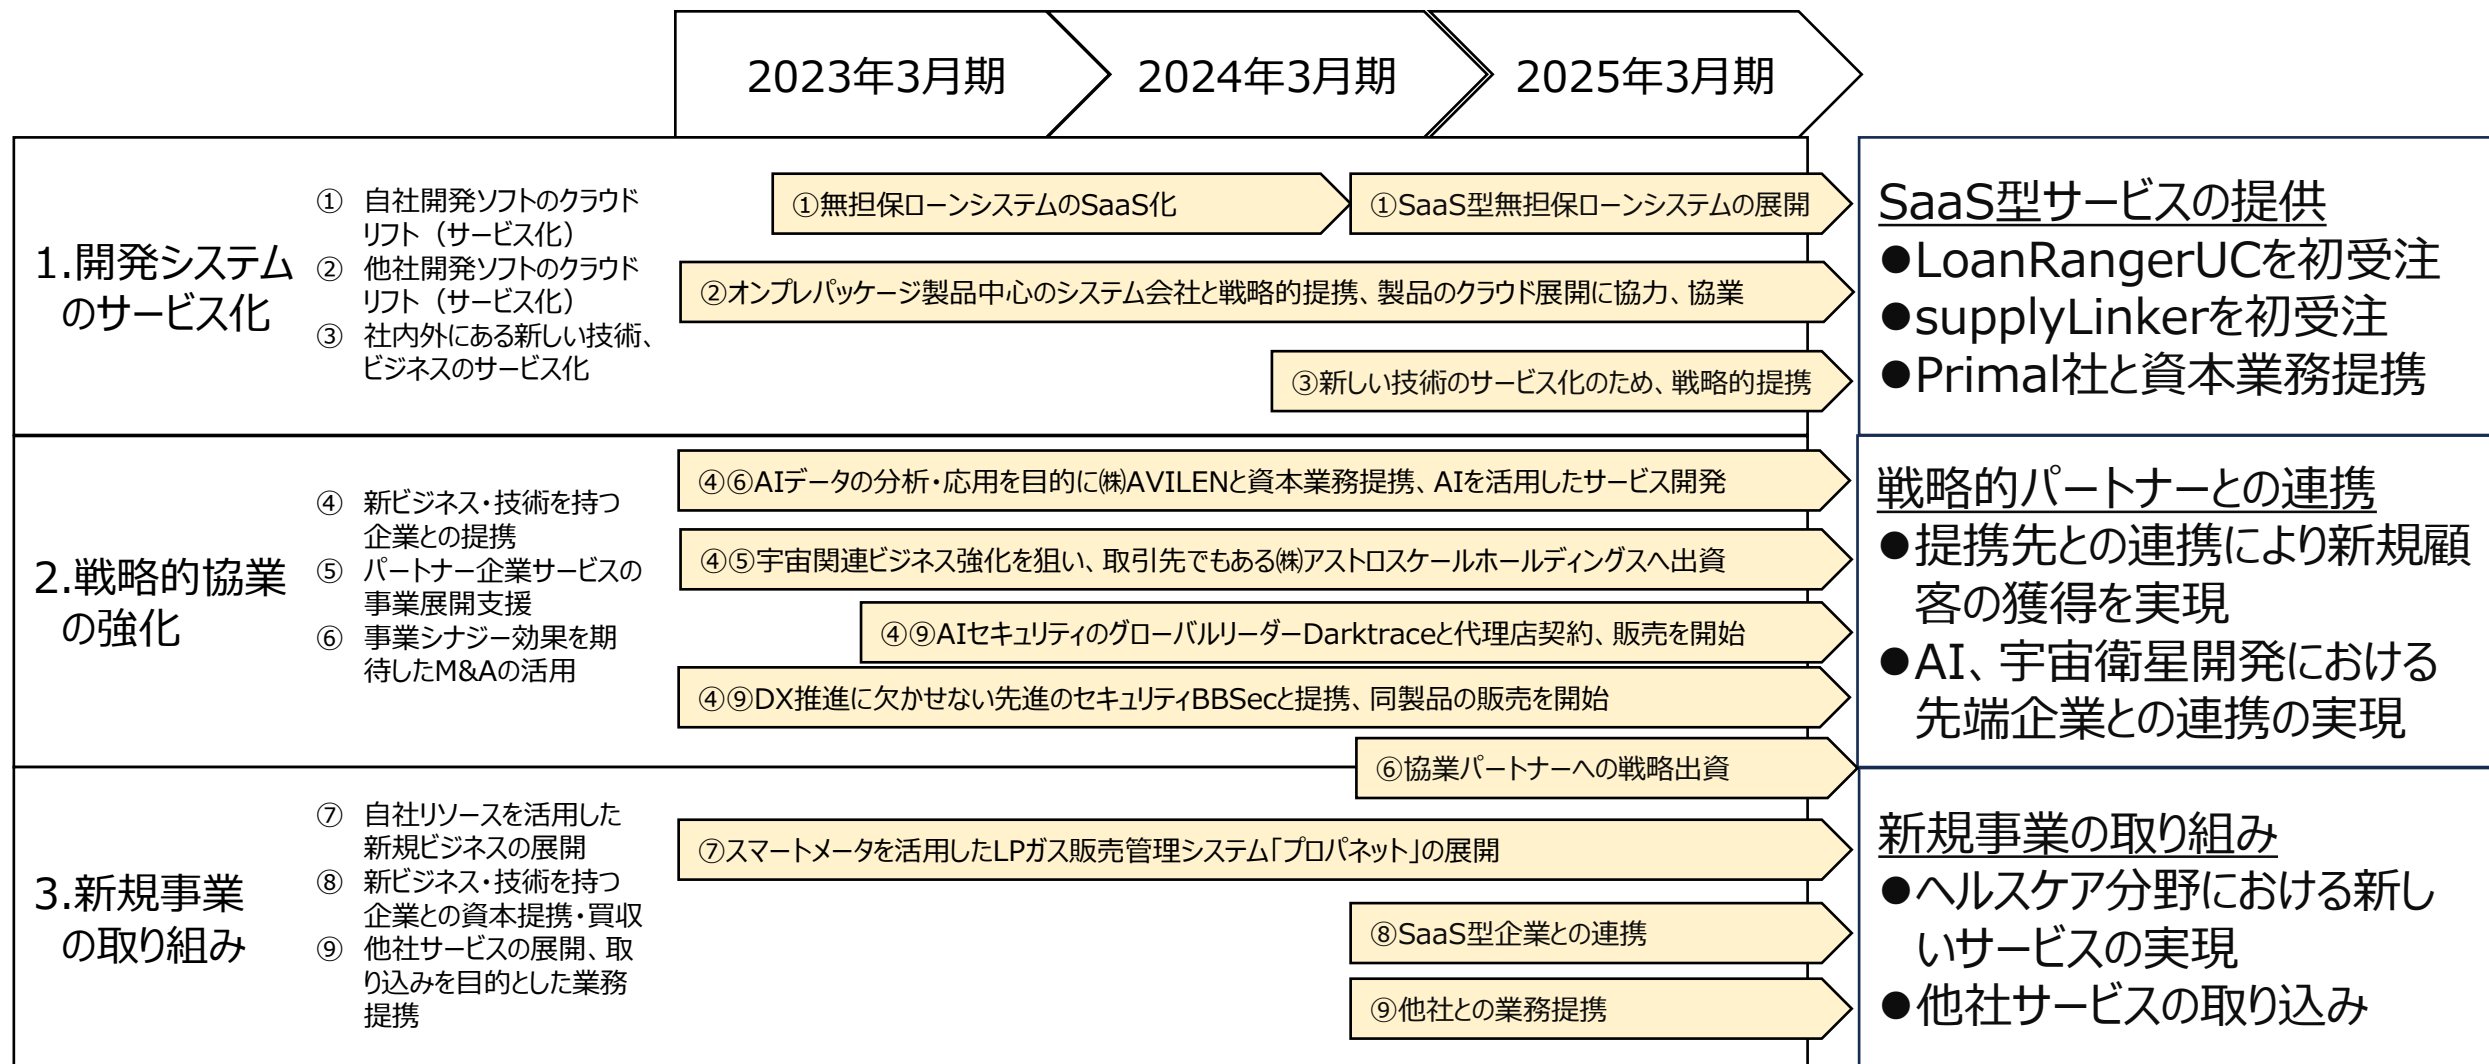 2023年3月期
2024年3月期
2025年3月期
1.開発システム
のサービス化
① 自社開発ソフトのクラウド
リフト（サービス化）
② 他社開発ソフトのクラウド
リフト（サービス化）
③ 社内外にある新しい技術、
ビジネスのサービス化
①無担保ローンシステムのSaaS化
①SaaS型無担保ローンシステムの展開
②オンプレパッケージ製品中心のシステム会社と戦略的提携、製品のクラウド展開に協力、協業
③新しい技術のサービス化のため、戦略的提携
SaaS型サービスの提供
●LoanRangerUCを初受注
●supplyLinkerを初受注
●Primal社と資本業務提携
2.戦略的協業
の強化
④ 新ビジネス・技術を持つ
企業との提携
⑤ パートナー企業サービスの
事業展開支援
⑥ 事業シナジー効果を期
待したM&Aの活用
④⑥AIデータの分析・応用を目的に㈱AVILENと資本業務提携、AIを活用したサービス開発
④⑤宇宙関連ビジネス強化を狙い、取引先でもある㈱アストロスケールホールディングスへ出資
④⑨AIセキュリティのグローバルリーダーDarktraceと代理店契約、販売を開始
④⑨DX推進に欠かせない先進のセキュリティBBSecと提携、同製品の販売を開始
⑥協業パートナーへの戦略出資
戦略的パートナーとの連携
●提携先との連携により新規顧
客の獲得を実現
●AI、宇宙衛星開発における
先端企業との連携の実現
3.新規事業
の取り組み
⑦ 自社リソースを活用した
新規ビジネスの展開
⑧ 新ビジネス・技術を持つ
企業との資本提携・買収
⑨ 他社サービスの展開、取
り込みを目的とした業務
提携
⑦スマートメータを活用したLPガス販売管理システム「プロパネット」の展開
⑧SaaS型企業との連携
⑨他社との業務提携
新規事業の取り組み
●ヘルスケア分野における新し
いサービスの実現
●他社サービスの取り込み